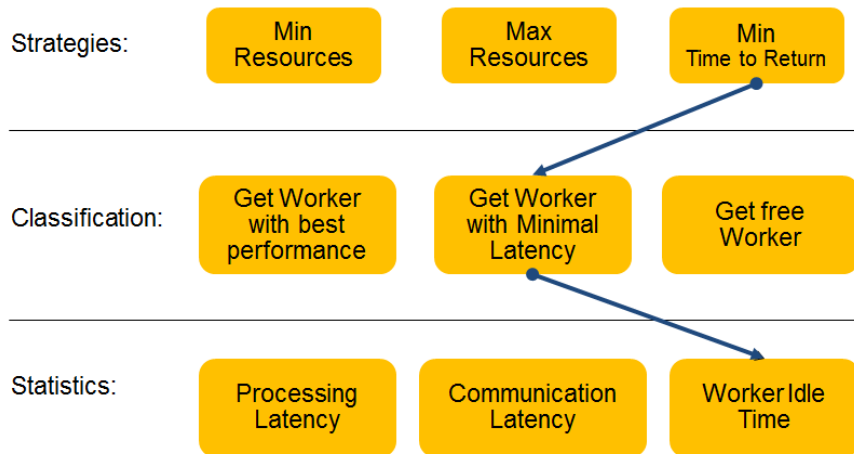 Strategies:
Min
Resources
Max
Resources
Min
Time to Return
Classification:
Get Worker
with best
performance
Get Worker
with Minimal
Latency
Get free
Worker
Statistics:
Processing
Latency
Communication
Latency
Worker Idle
Time